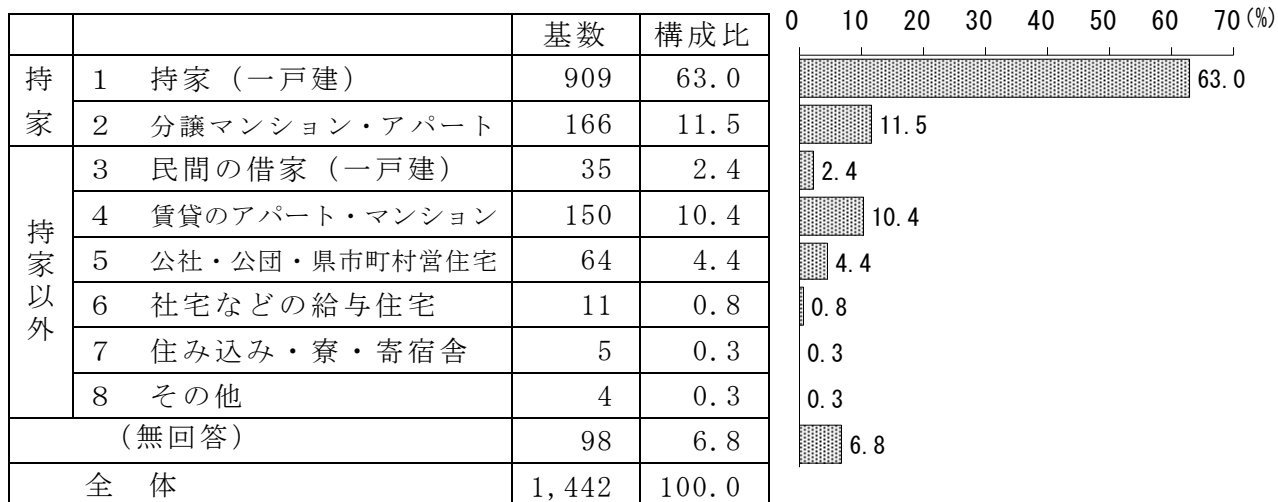 基数 構成比
持家
1 持家（一戸建） 909 63.0
2 分譲マンション・アパート 166 11.5
持家以外
3 民間の借家（一戸建） 35 2.4
4 賃貸のアパート・マンション 150 10.4
5 公社・公団・県市町村営住宅 64 4.4
6 社宅などの給与住宅 11 0.8
7 住み込み・寮・寄宿舎 5 0.3
8 その他 4 0.3
（無回答） 98 6.8
全 体 1,442 100.0
0 10 20 30 40 50 60 70 (%)
63.0
11.5
2.4
10.4
4.4
0.8
0.3
0.3
6.8